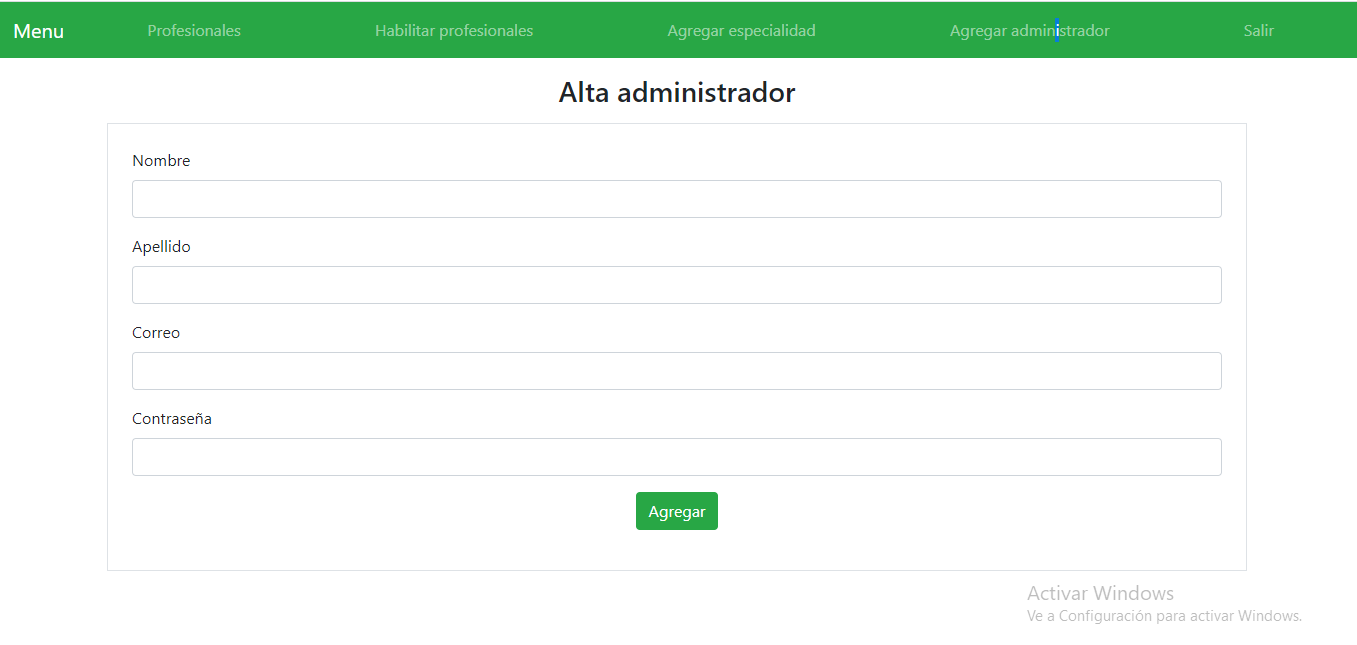 Menu Profesionales Habilitar profesionales Agregar especialidad Agregar administrador Salir
Alta administrador
Nombre
Apellido
Correo
Contraseña
Agregar
Activar Windows
Ve a Configuración para activar Windows.